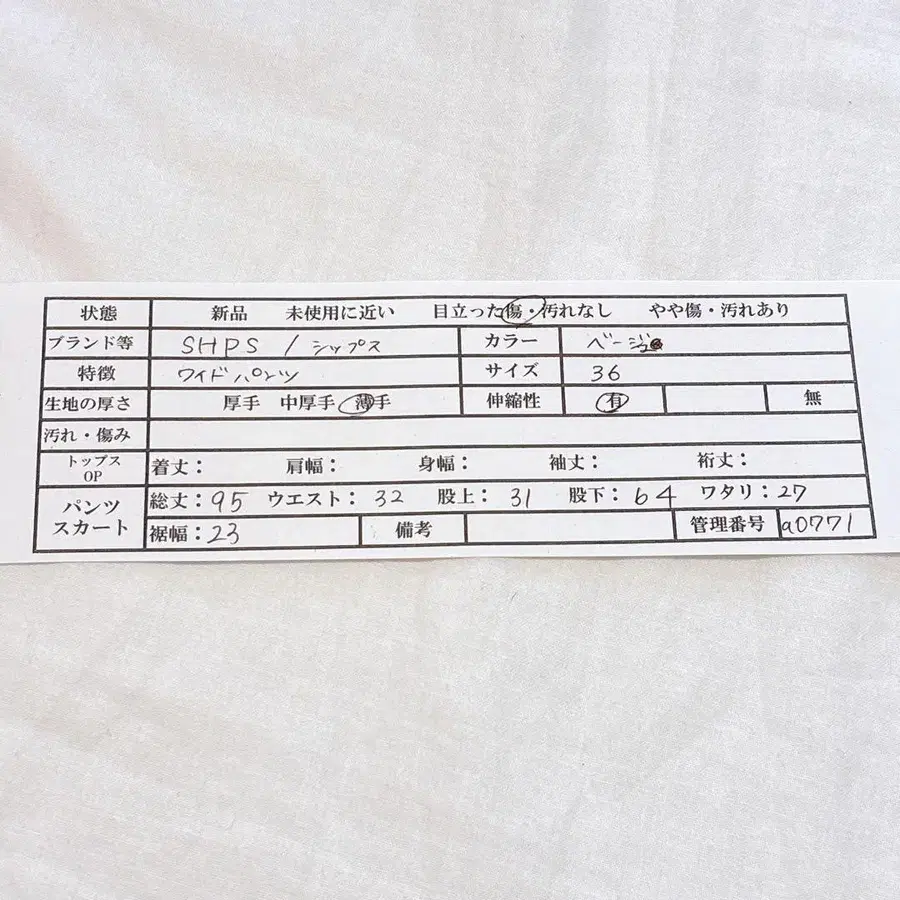 状態 新品 未使用に近い 目立った傷・汚れなし やや傷・汚れあり
ブランド等 SHPS / シップス カラー ベージュ
特徴 ワイドパンツ サイズ 36
生地の厚さ 厚手 中厚手 薄手 伸縮性 有 無
汚れ・傷み
トップス OP 着丈： 肩幅： 身幅： 袖丈： 裄丈：
パンツ スカート 総丈：95 ウエスト：32 股上：31 股下：64 ワタリ：27
裾幅：23 備考 管理番号 a0771